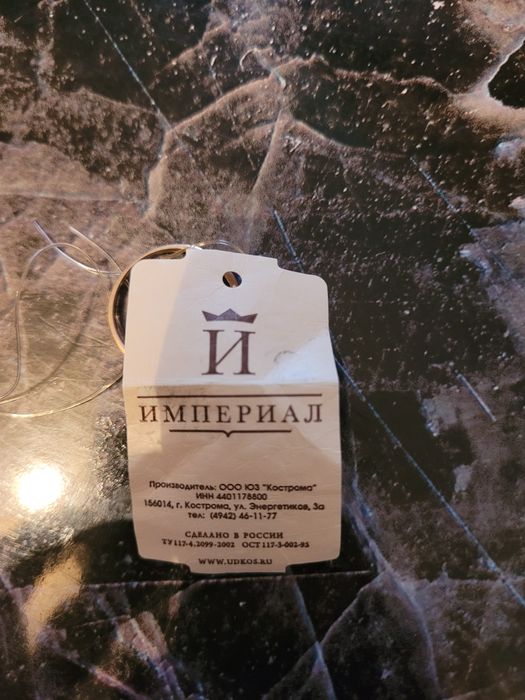 И
ИМПЕРИАЛ
Производитель: ООО ЮЗ "Кострома"
ИНН 4401178800
156014, г. Кострома, ул. Энергетиков, 3а
тел: (4942) 46-11-77
СДЕЛАНО В РОССИИ
ТУ 117-4.2099-2002 ОСТ 117-3-002-95
WWW.UDKOS.RU